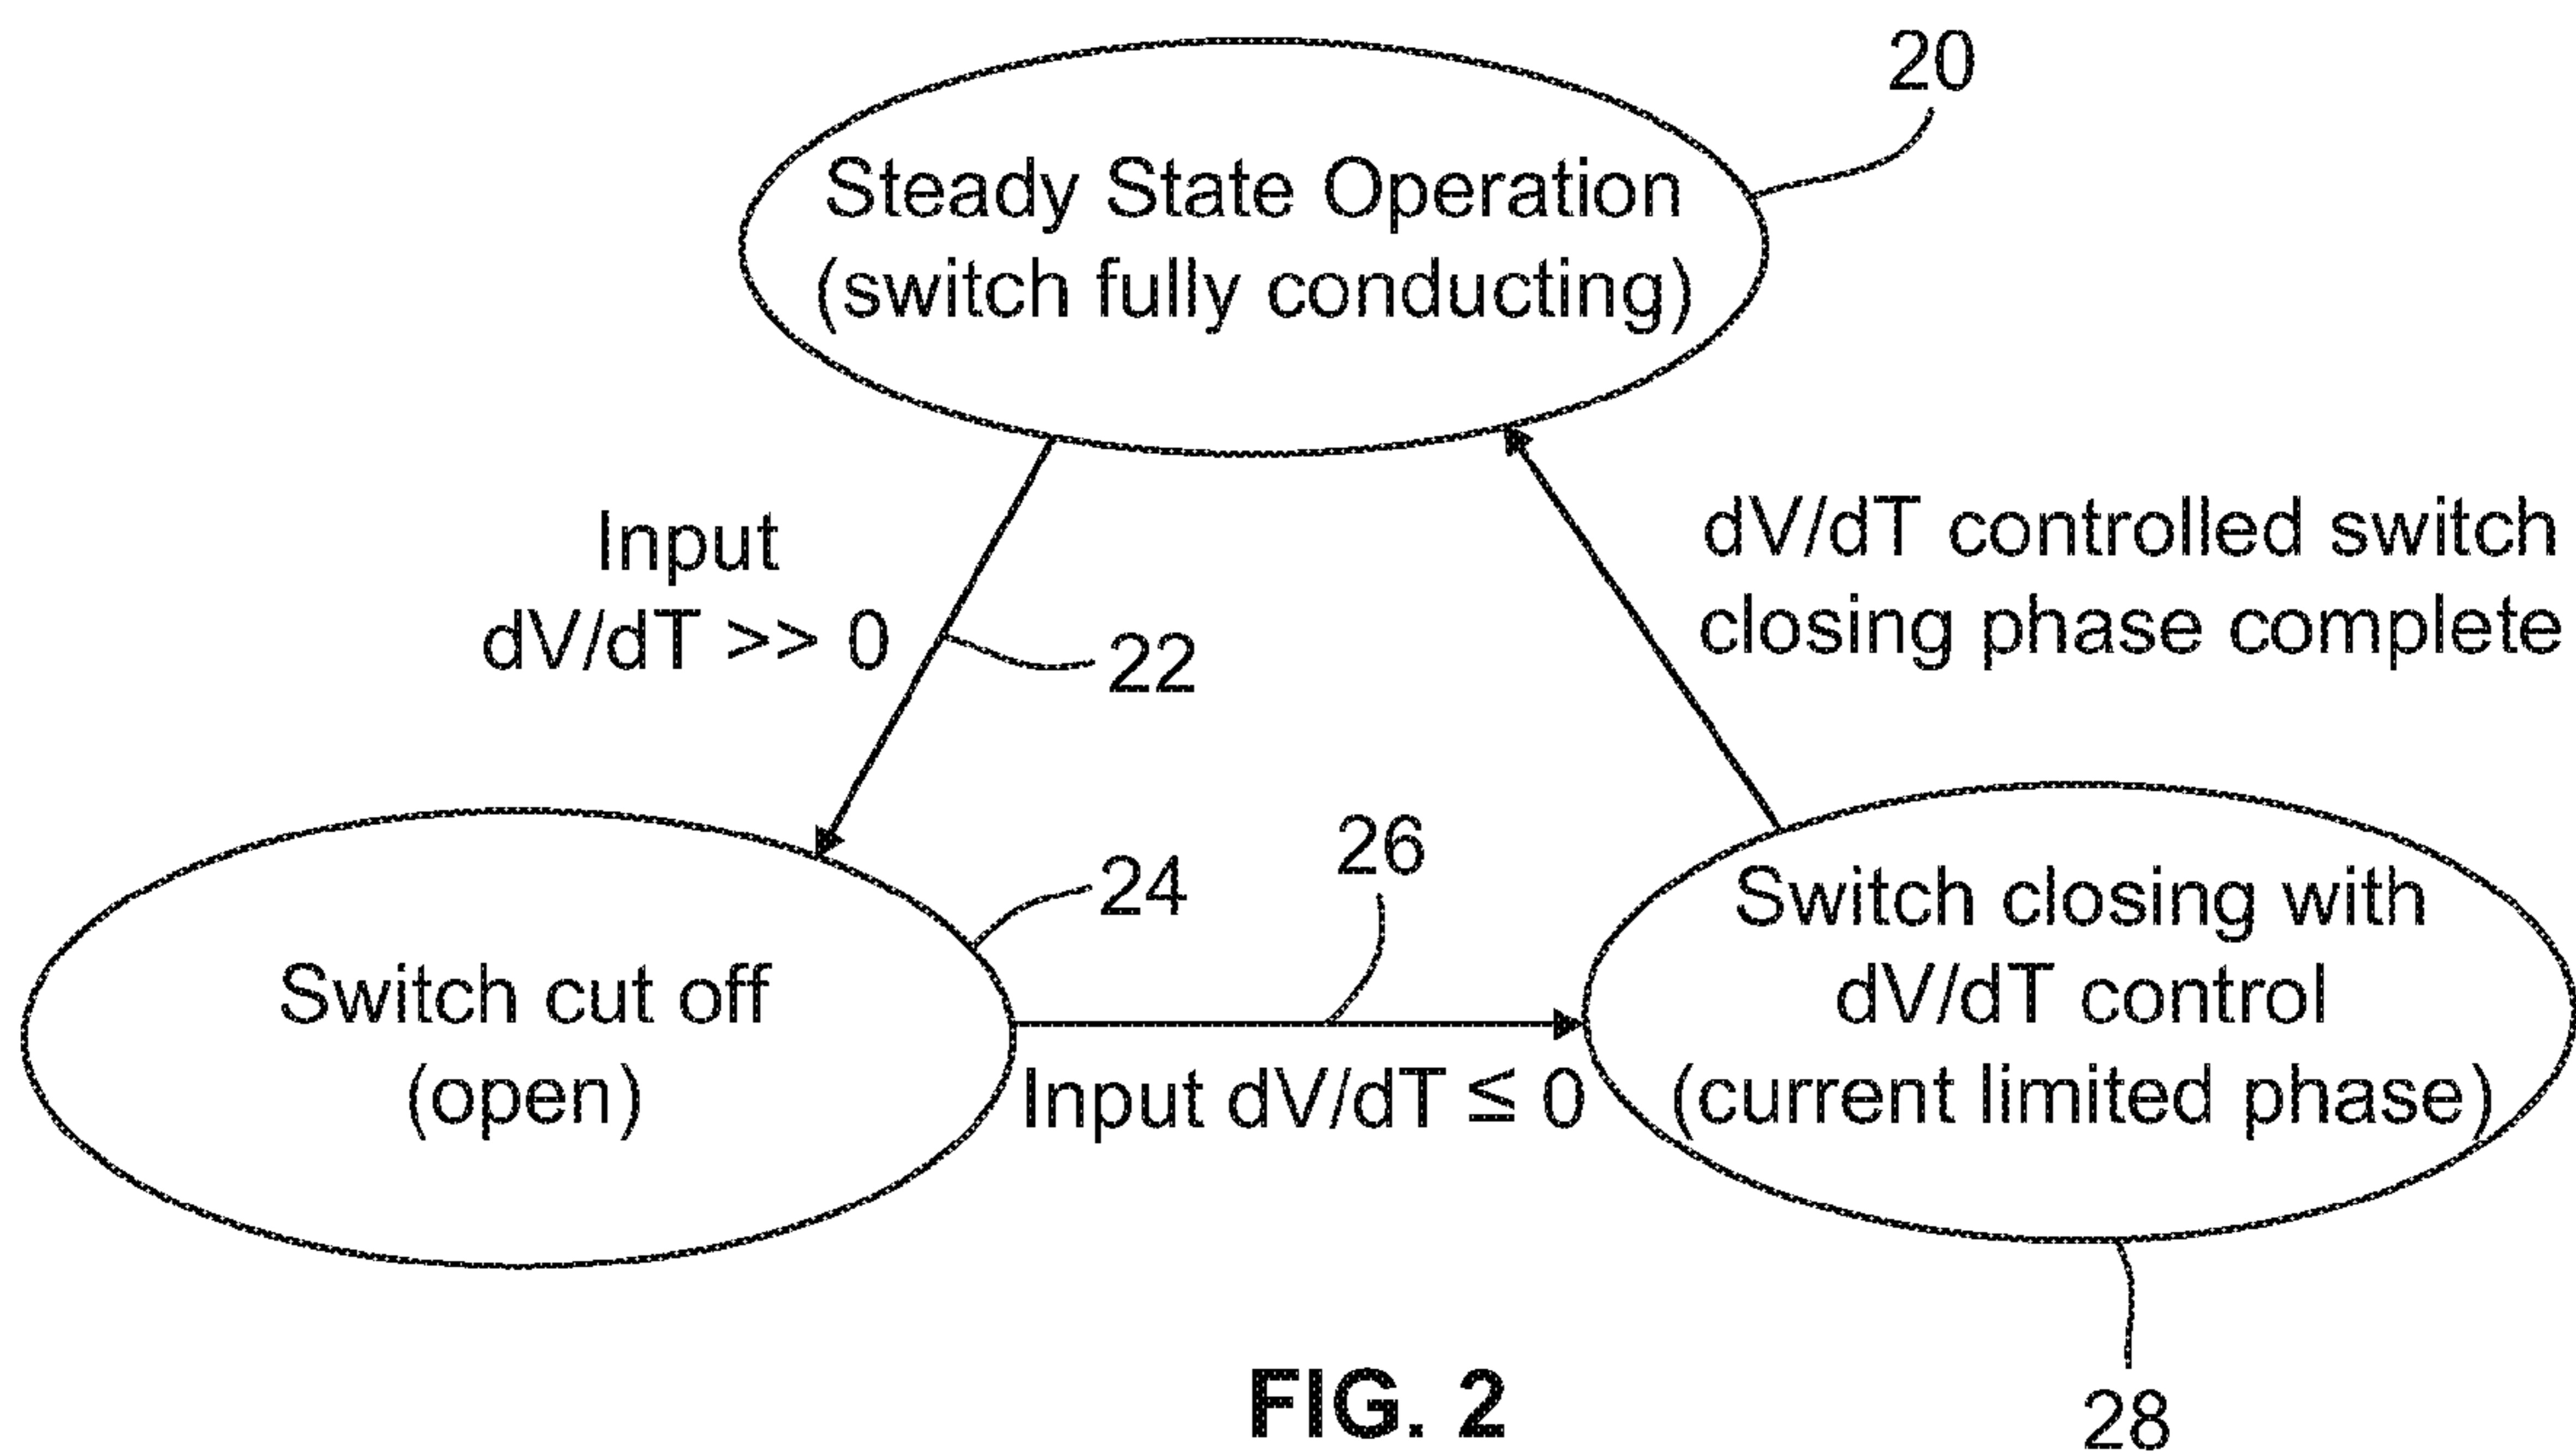 20
Steady State Operation
(switch fully conducting)
Input
dV/dT >> 0
22
dV/dT controlled switch
closing phase complete
24
26
Switch cut off
(open)
Input dV/dT ≤ 0
Switch closing with
dV/dT control
(current limited phase)
28
FIG. 2